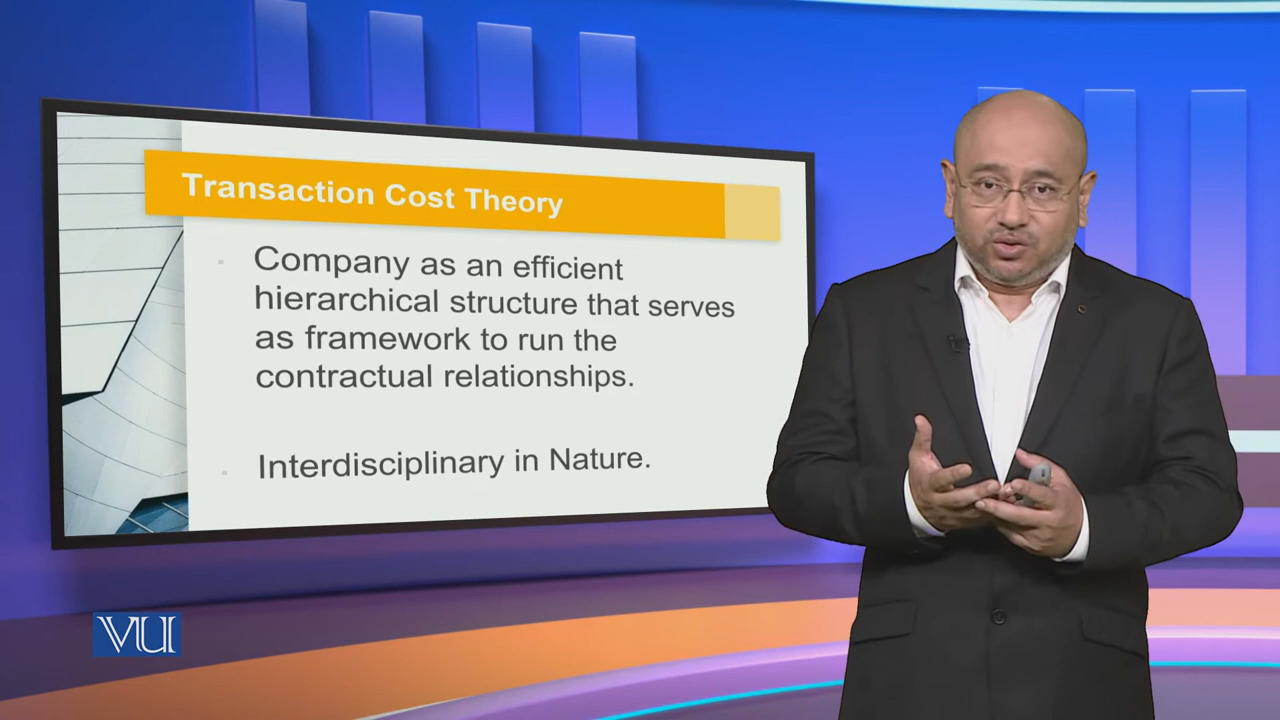 Transaction Cost Theory
Company as an efficient
hierarchical structure that serves
as framework to run the
contractual relationships.
Interdisciplinary in Nature.
VU